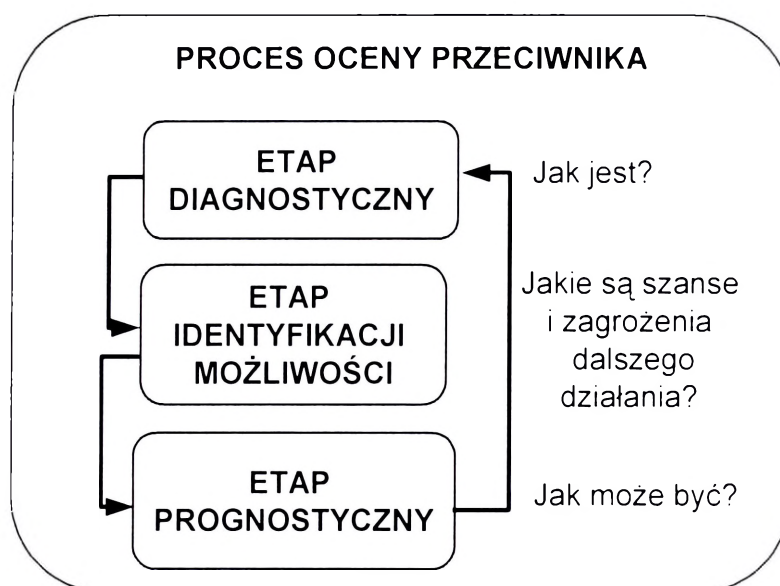 PROCES OCENY PRZECIWNIKA
ETAP
DIAGNOSTYCZNY
Jak jest?
ETAP
IDENTYFIKACJI
MOŻLIWOŚCI
Jakie są szanse
i zagrożenia
dalszego
działania?
ETAP
PROGNOSTYCZNY
Jak może być?